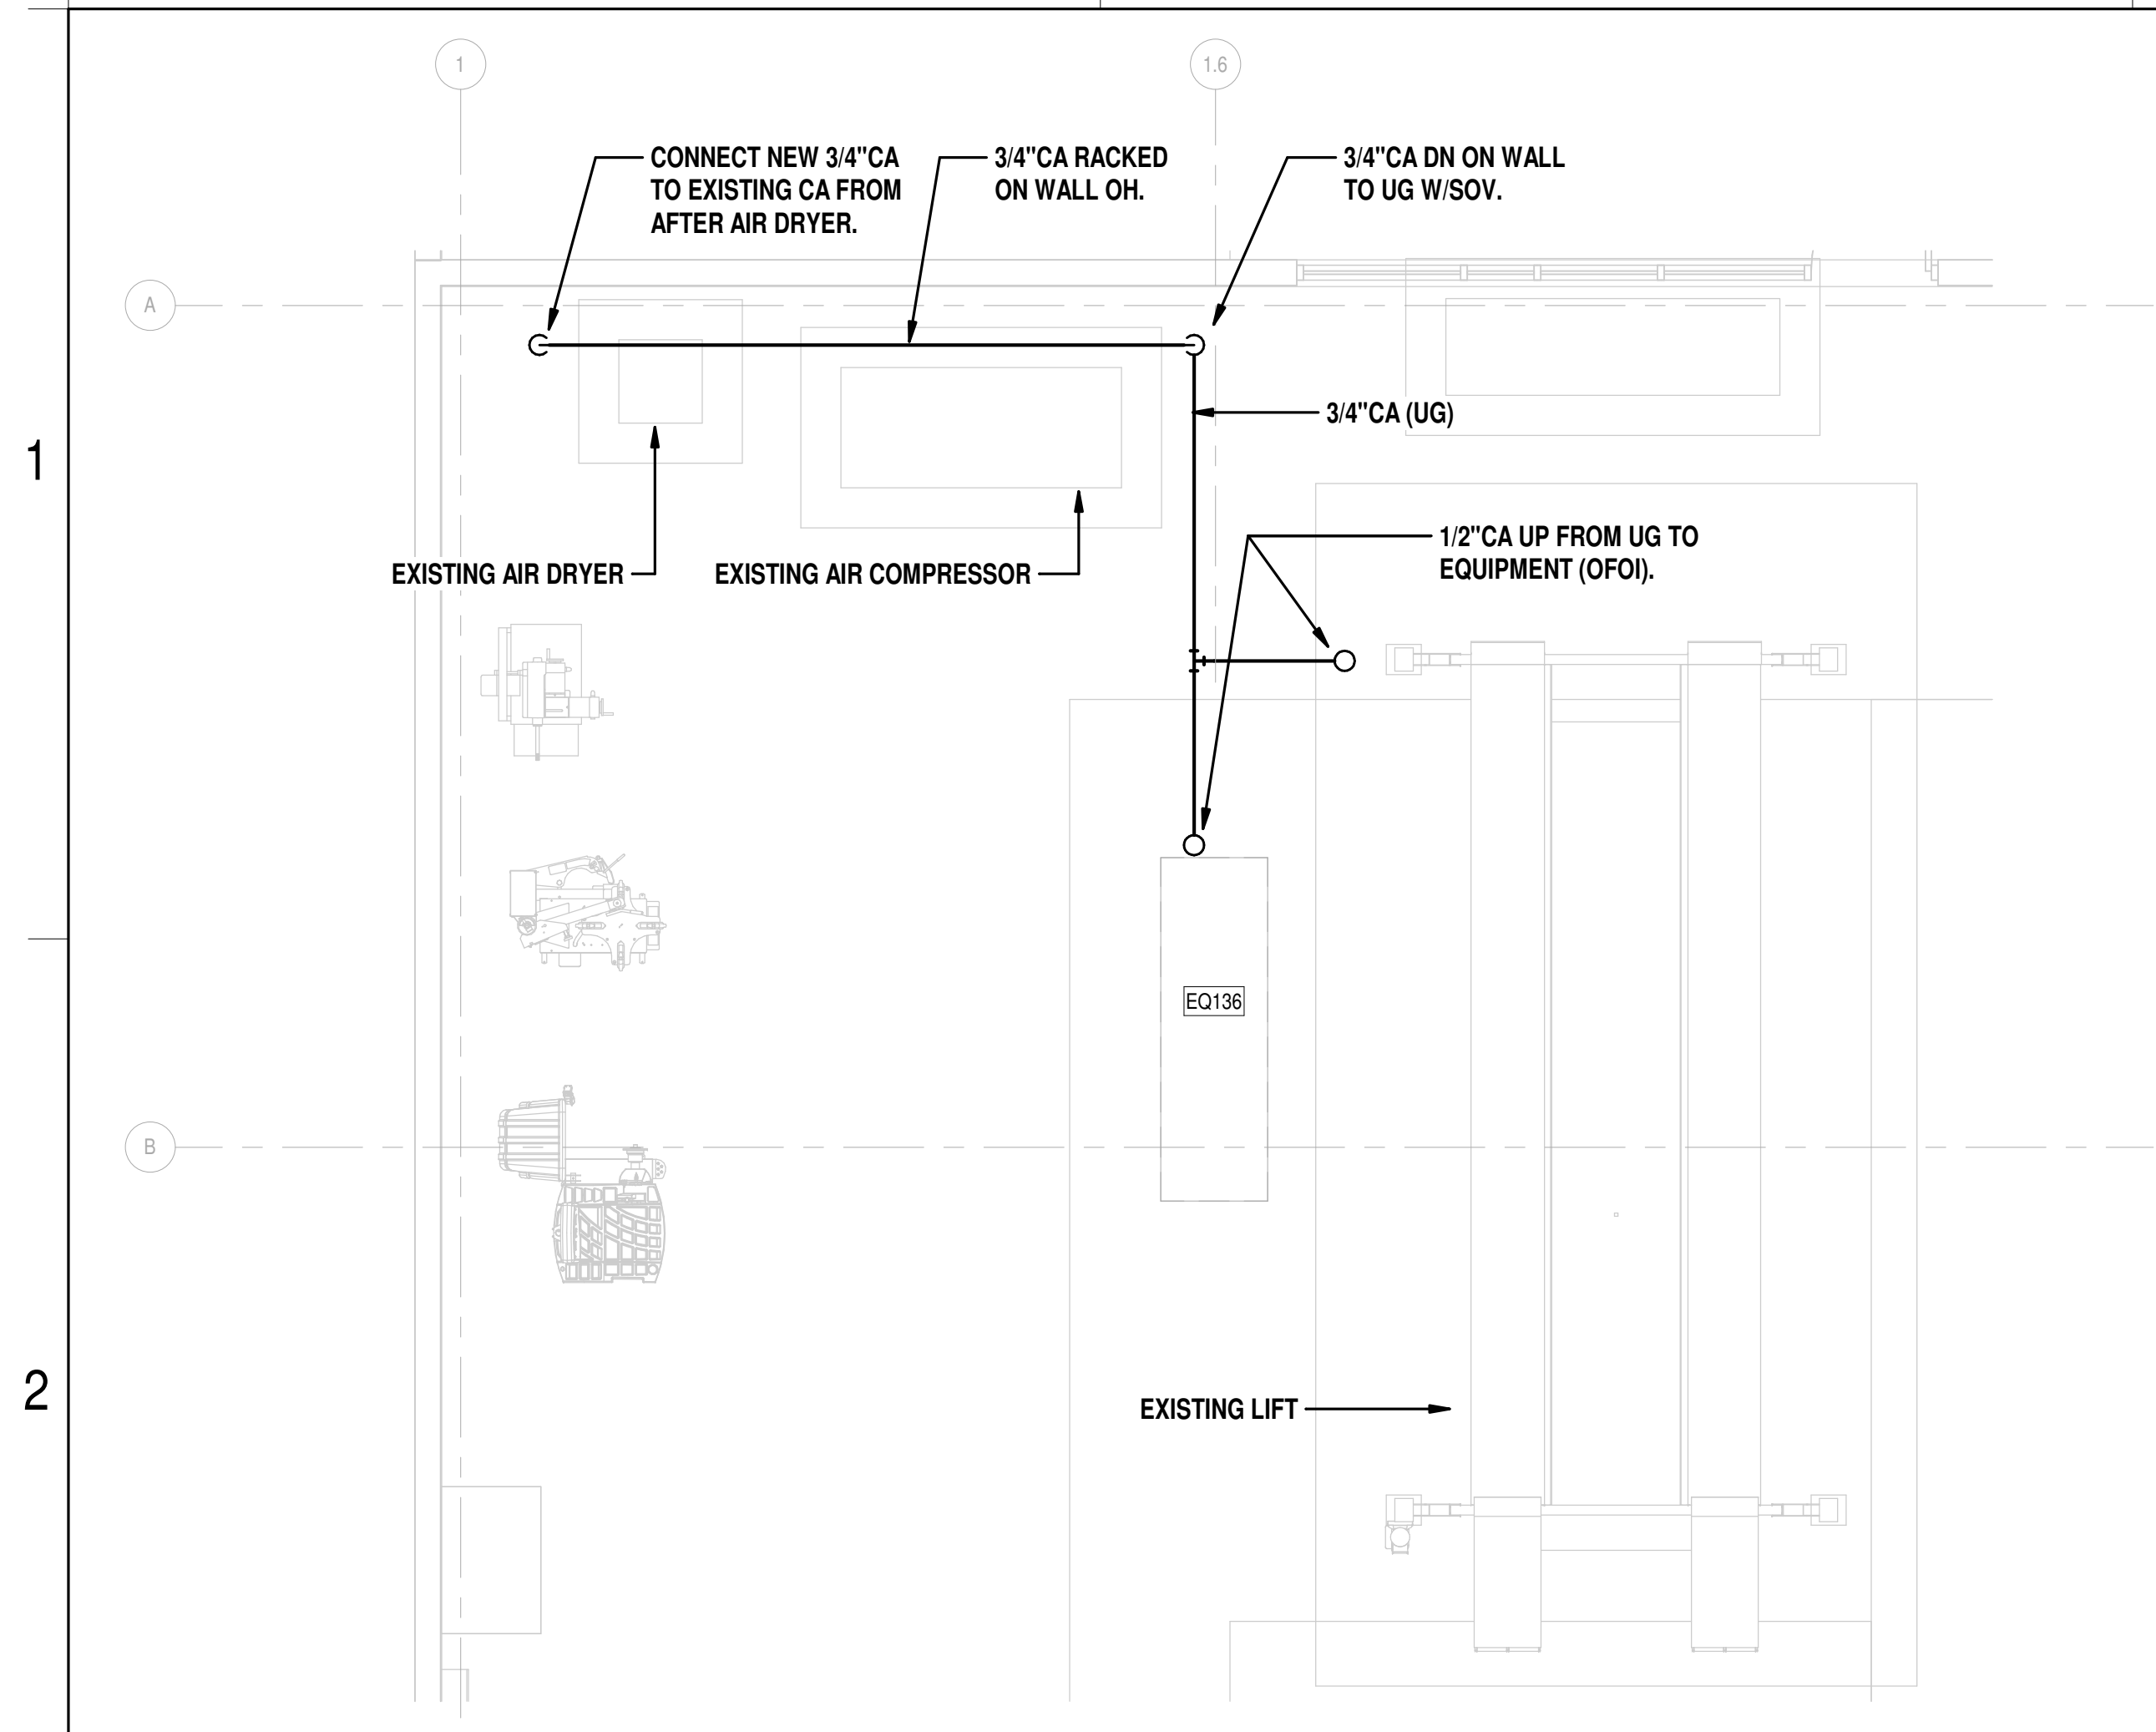 1
1.6
CONNECT NEW 3/4"CA
TO EXISTING CA FROM
AFTER AIR DRYER.
3/4"CA RACKED
ON WALL OH.
3/4"CA DN ON WALL
TO UG W/SOV.
A
3/4"CA (UG)
1
1/2"CA UP FROM UG TO
EQUIPMENT (OFOI).
EXISTING AIR DRYER
EXISTING AIR COMPRESSOR
EQ136
B
2
EXISTING LIFT